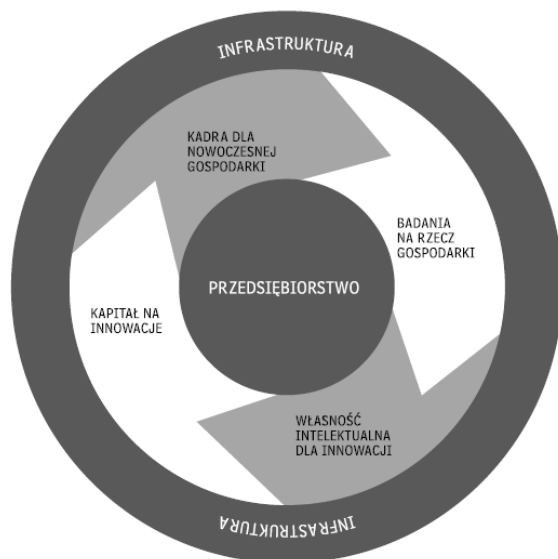 INFRASTRUKTURA
KADRA DLA
NOWOCZESNEJ
GOSPODARKI
BADANIA
NA RZECZ
GOSPODARKI
PRZEDSIĘBIORSTWO
KAPITAŁ NA
INNOWACJE
WŁASNOŚĆ
INTELEKTUALNA
DLA INNOWACJI
INFRASTRUKTURA